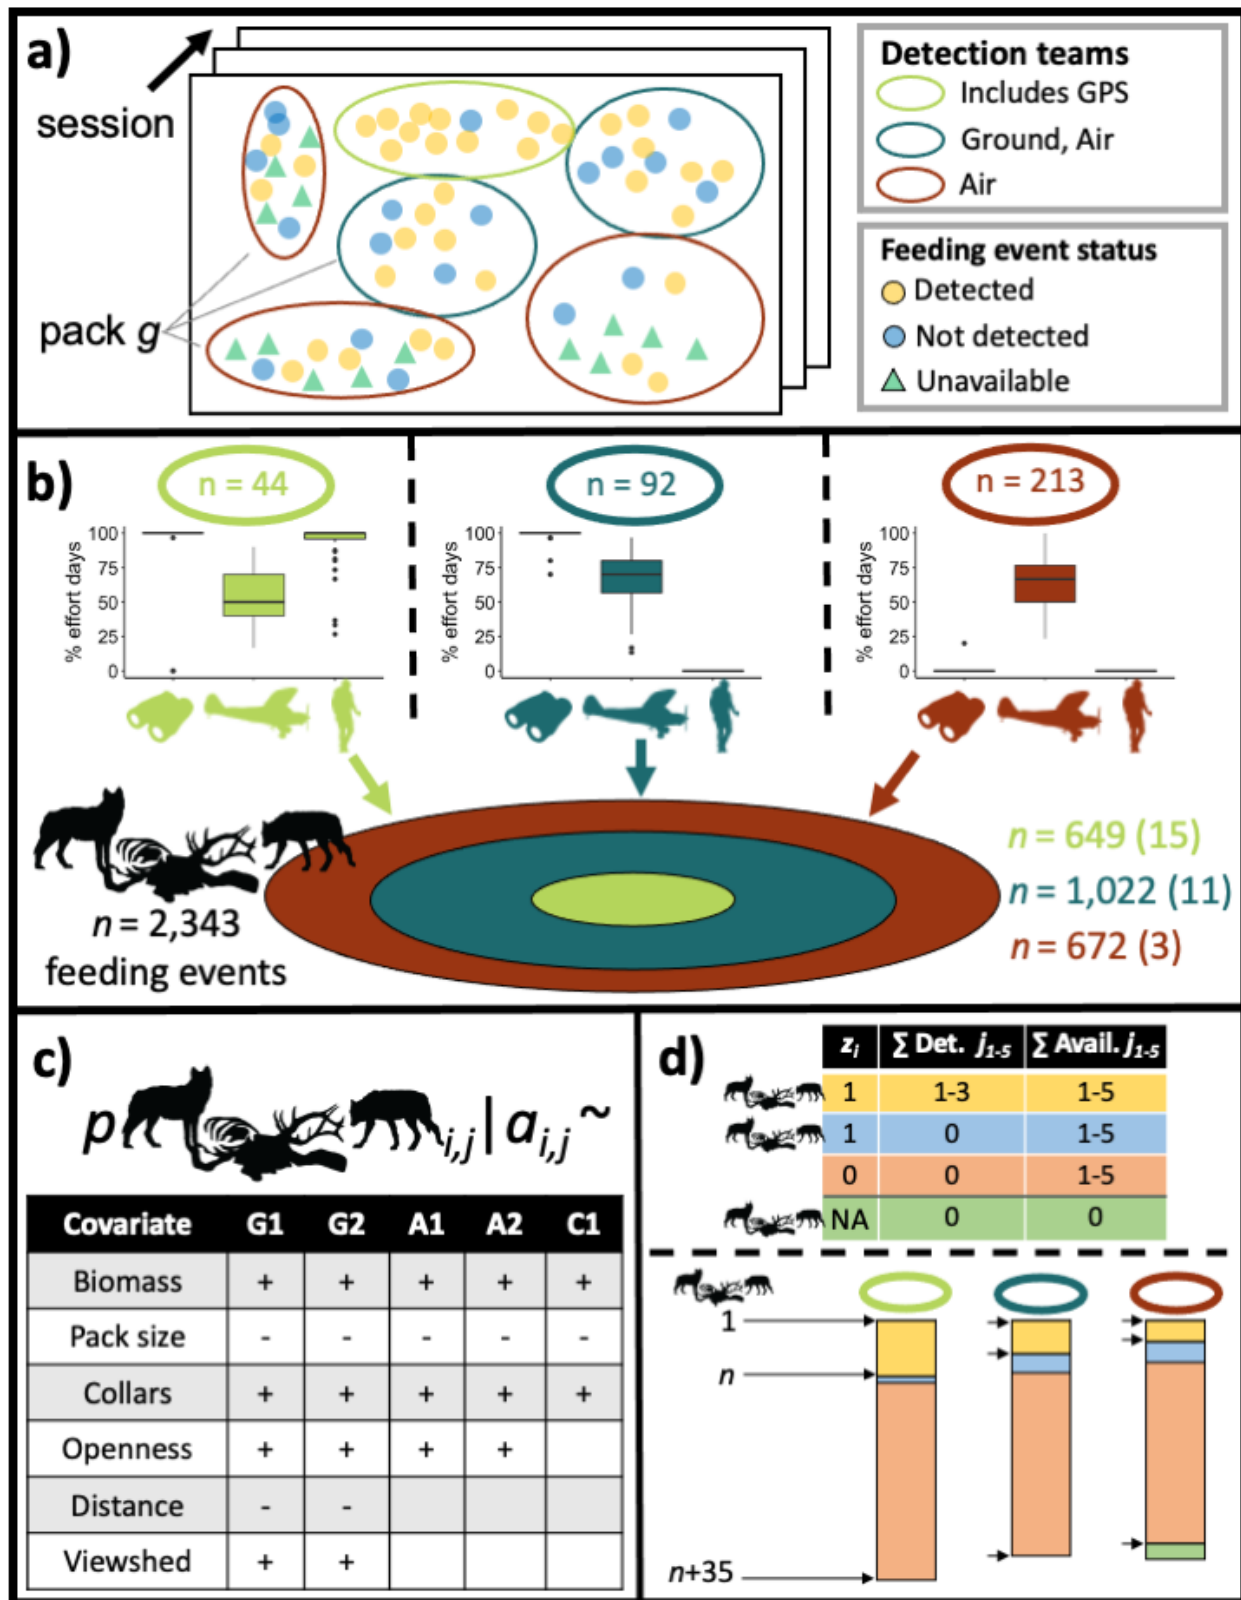 a)
session
pack g
Detection teams
Includes GPS
Ground, Air
Air
Feeding event status
Detected
Not detected
Unavailable
b)
n = 44
n = 92
n = 213
% effort days
100
75
50
25
0
% effort days
100
75
50
25
0
% effort days
100
75
50
25
0
n = 2,343
feeding events
n = 649 (15)
n = 1,022 (11)
n = 672 (3)
c)
p i,j | a i,j ~
Covariate G1 G2 A1 A2 C1
Biomass + + + + +
Pack size - - - - -
Collars + + + + +
Openness + + + +
Distance - -
Viewshed + +
d)
zi ∑ Det. j1-5 ∑ Avail. j1-5
1 1-3 1-5
1 0 1-5
0 0 1-5
NA 0 0
1
n
n+35